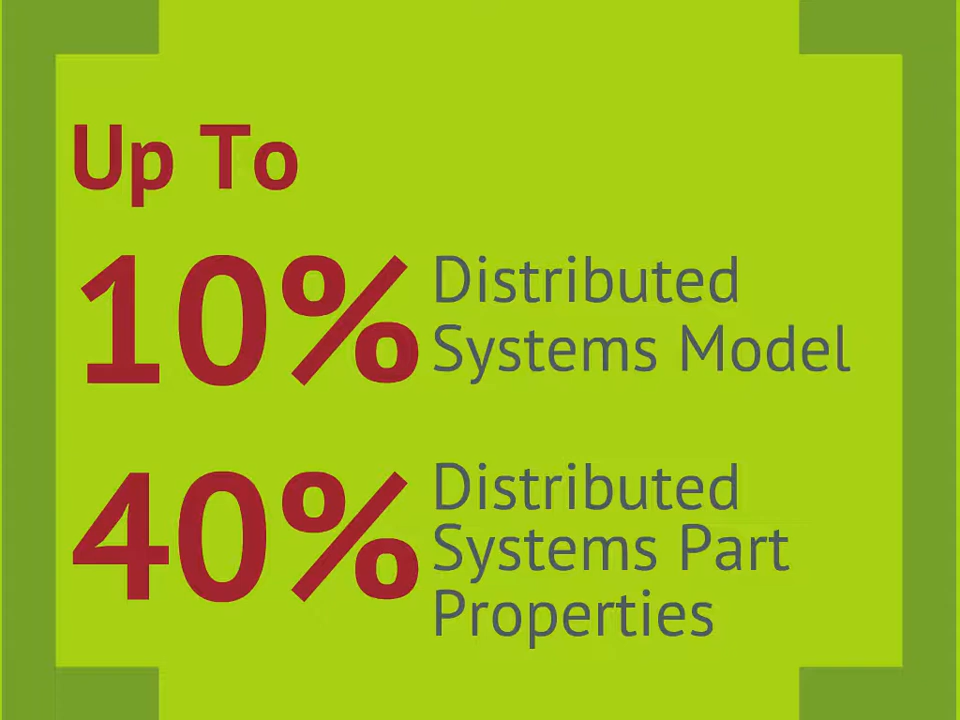 Up To
10% Distributed
Systems Model
40% Distributed
Systems Part
Properties